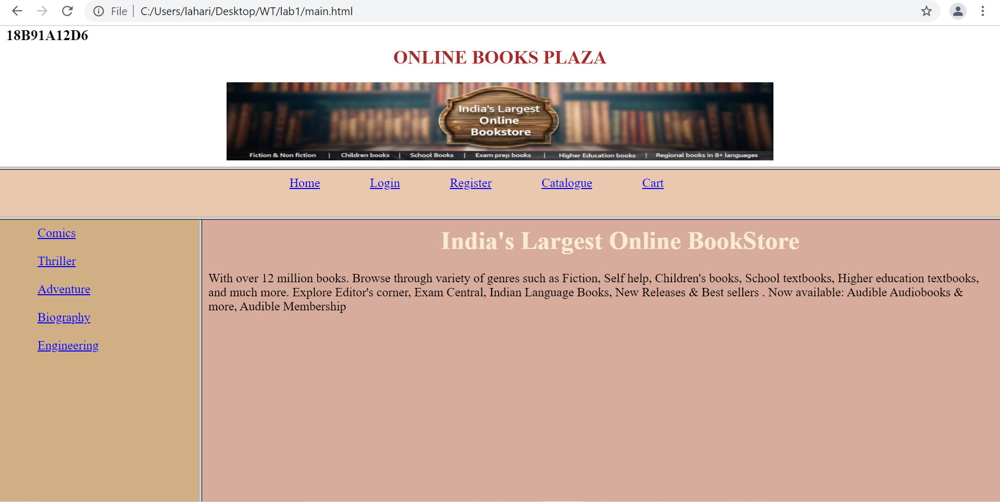 File | C:/Users/lahari/Desktop/WT/lab1/main.html
18B91A12D6
ONLINE BOOKS PLAZA
India's Largest
Online
Bookstore
Fiction & Non fiction | Children books | School Books | Exam prep books | Higher Education books | Regional books in 8+ languages
Home Login Register Catalogue Cart
Comics
Thriller
Adventure
Biography
Engineering
India's Largest Online BookStore
With over 12 million books. Browse through variety of genres such as Fiction, Self help, Children's books, School textbooks, Higher education textbooks,
and much more. Explore Editor's corner, Exam Central, Indian Language Books, New Releases & Best sellers . Now available: Audible Audiobooks &
more, Audible Membership